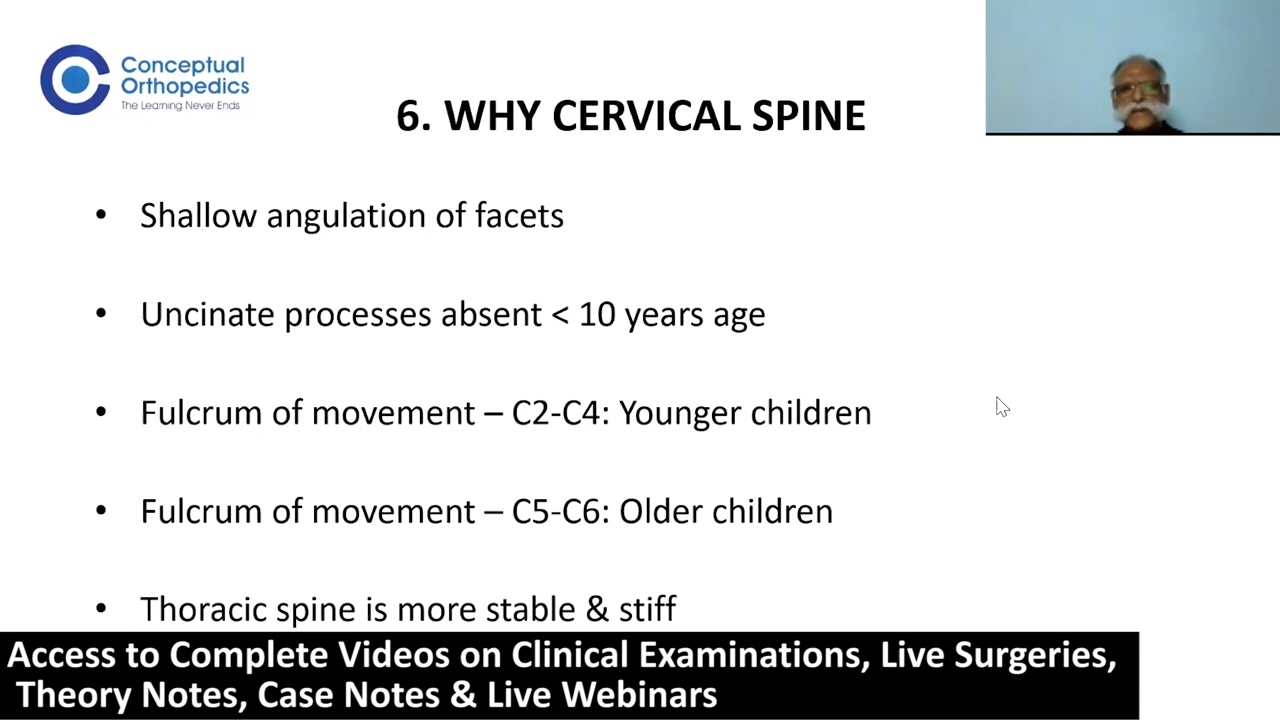 Conceptual
Orthopedics
The Learning Never Ends
6. WHY CERVICAL SPINE
• Shallow angulation of facets
• Uncinate processes absent < 10 years age
• Fulcrum of movement – C2-C4: Younger children
• Fulcrum of movement – C5-C6: Older children
• Thoracic spine is more stable & stiff
Access to Complete Videos on Clinical Examinations, Live Surgeries,
Theory Notes, Case Notes & Live Webinars